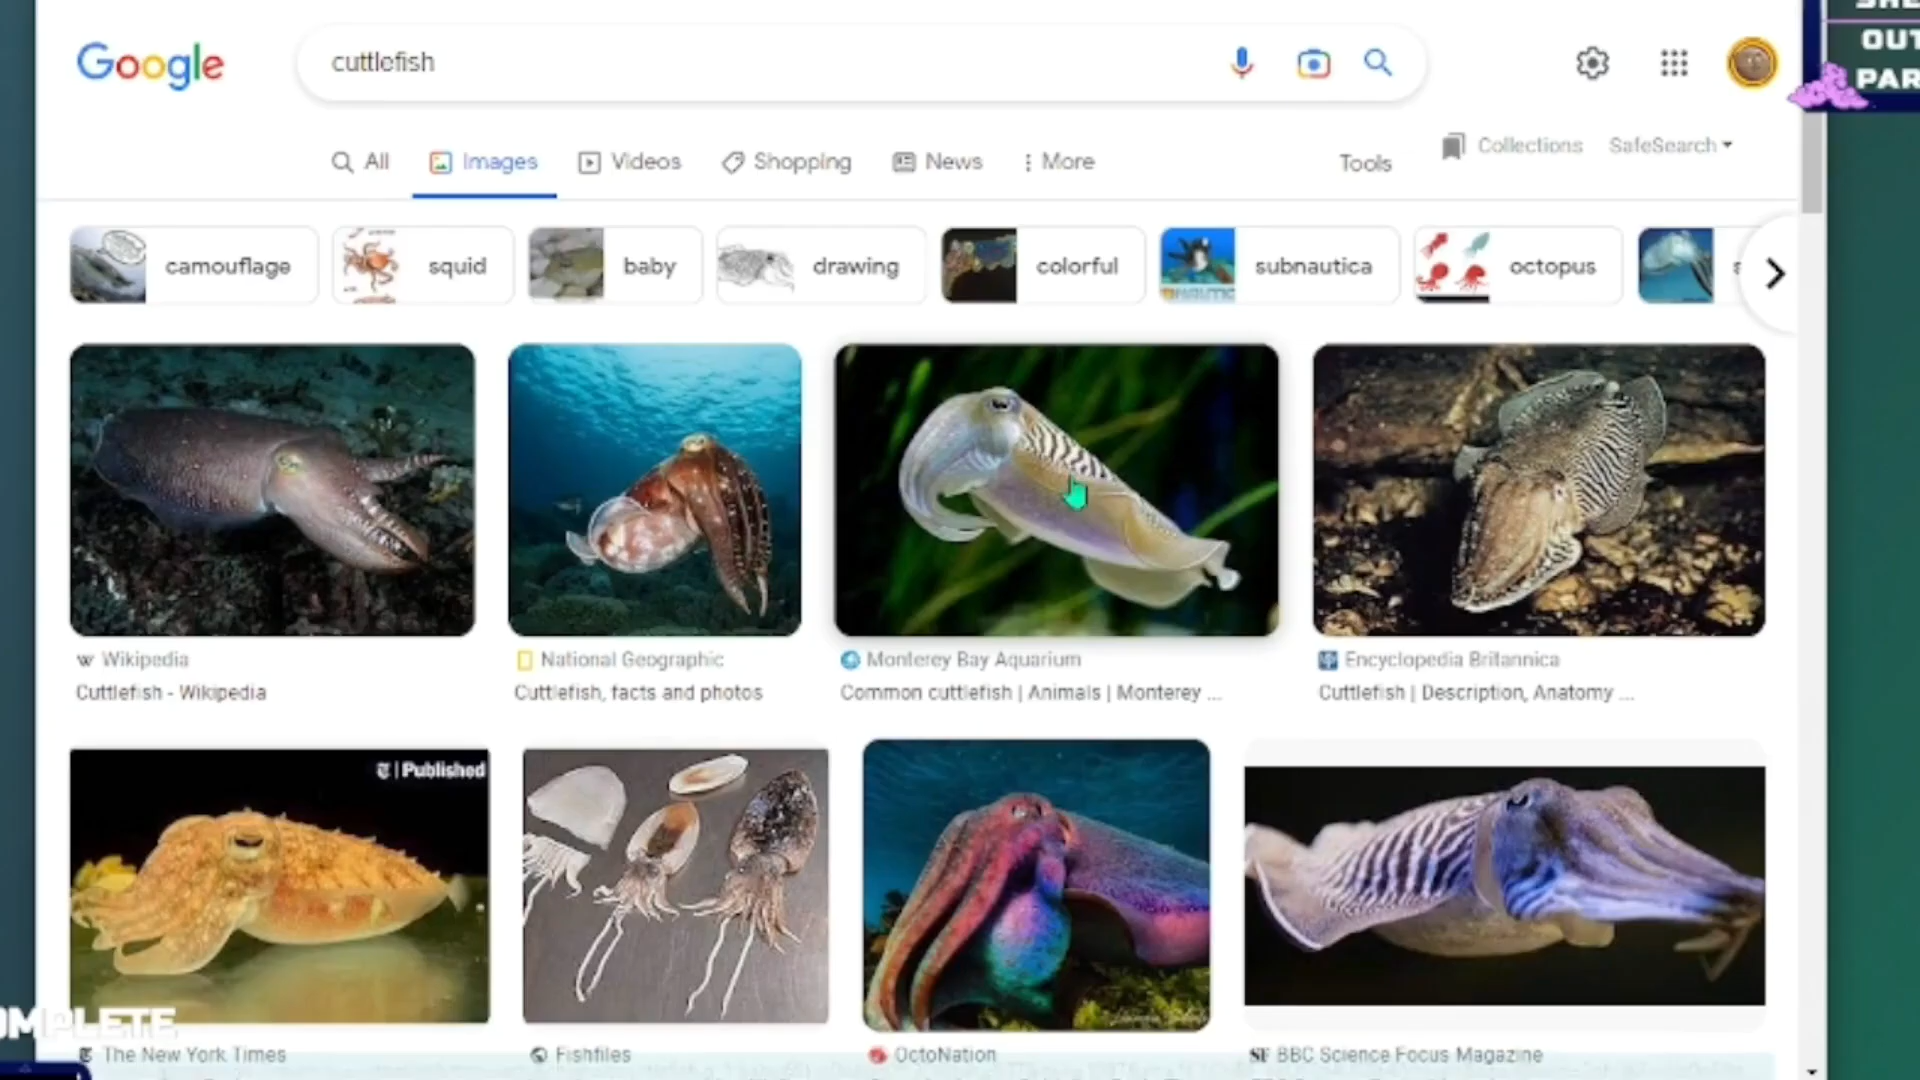 OUT
PAR
Google
cuttlefish
All
Images
Videos
Shopping
News
More
Tools
Collections
SafeSearch
camouflage
squid
baby
drawing
colorful
subnautica
octopus
W Wikipedia
Cuttlefish - Wikipedia
National Geographic
Cuttlefish, facts and photos
Monterey Bay Aquarium
Common cuttlefish | Animals | Monterey ...
Encyclopedia Britannica
Cuttlefish | Description, Anatomy ...
T | Published
OMPLETE
T The New York Times
Fishfiles
OctoNation
SF BBC Science Focus Magazine